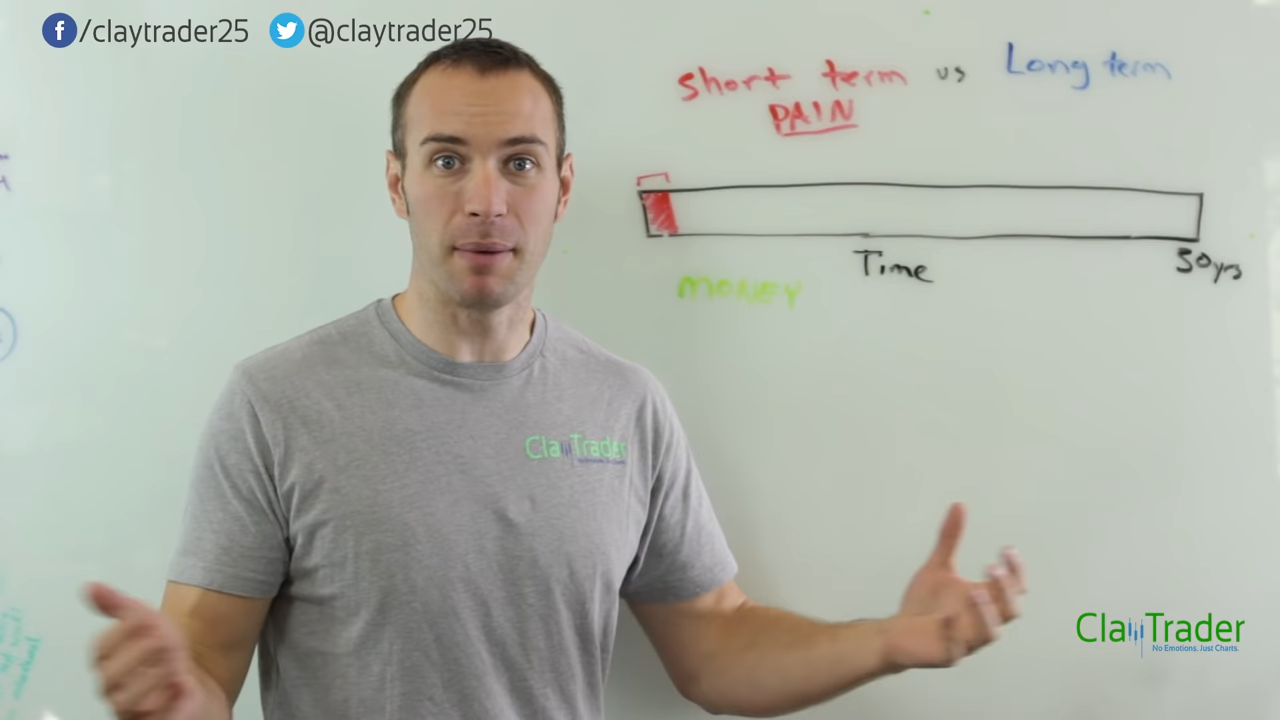 f /claytrader25 @claytrader25
short term vs Long term
PAIN
Time
50yrs
MONEY
ClayTrader
ClayTrader
No Emotions. Just Charts.